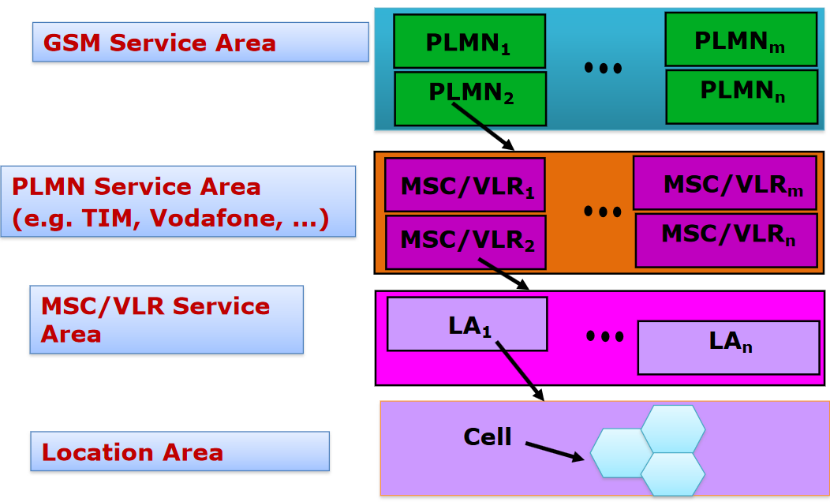 GSM Service Area
PLMN1
PLMN2
...
PLMNm
PLMNn
PLMN Service Area
(e.g. TIM, Vodafone, ...)
MSC/VLR1
MSC/VLR2
...
MSC/VLRm
MSC/VLRn
MSC/VLR Service
Area
LA1
...
LAn
Location Area
Cell